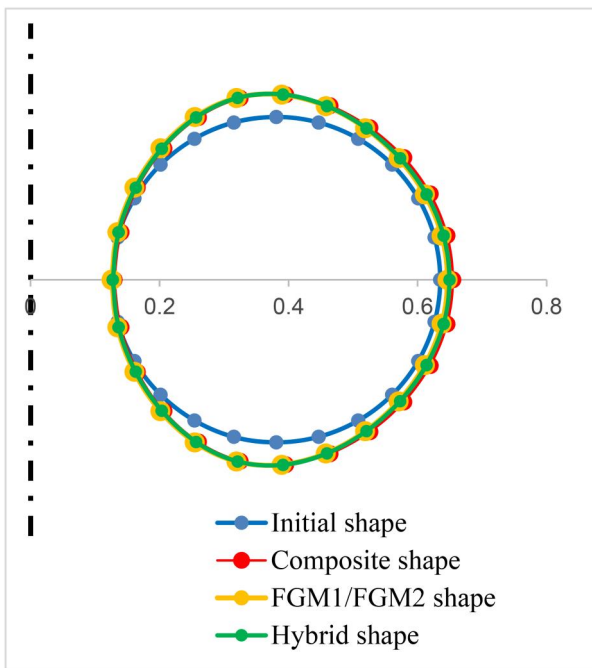 0 0.2 0.4 0.6 0.8
Initial shape
Composite shape
FGM1/FGM2 shape
Hybrid shape